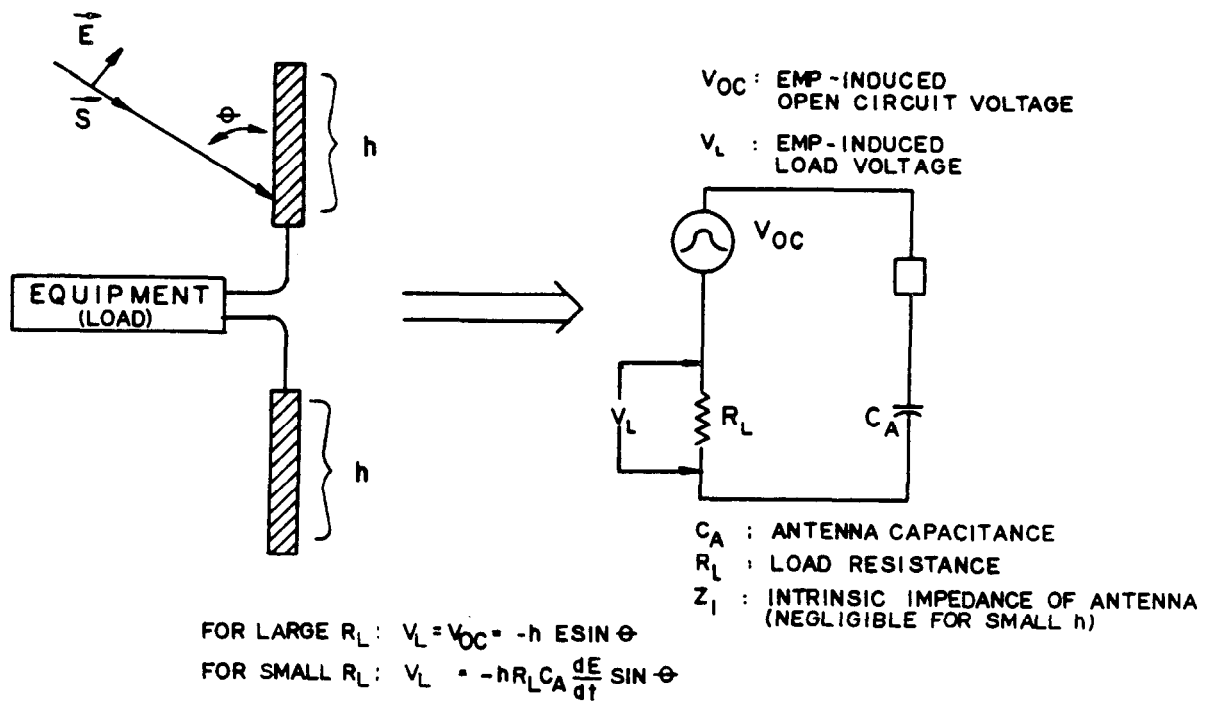 E
S
θ
h
EQUIPMENT
(LOAD)
h
V_OC : EMP-INDUCED
OPEN CIRCUIT VOLTAGE
V_L : EMP-INDUCED
LOAD VOLTAGE
V_OC
V_L
R_L
C_A
C_A : ANTENNA CAPACITANCE
R_L : LOAD RESISTANCE
Z_I : INTRINSIC IMPEDANCE OF ANTENNA
(NEGLIGIBLE FOR SMALL h)
FOR LARGE R_L: V_L = V_OC = -h ESIN θ
FOR SMALL R_L: V_L = -hR_LC_A dE/dt SIN θ